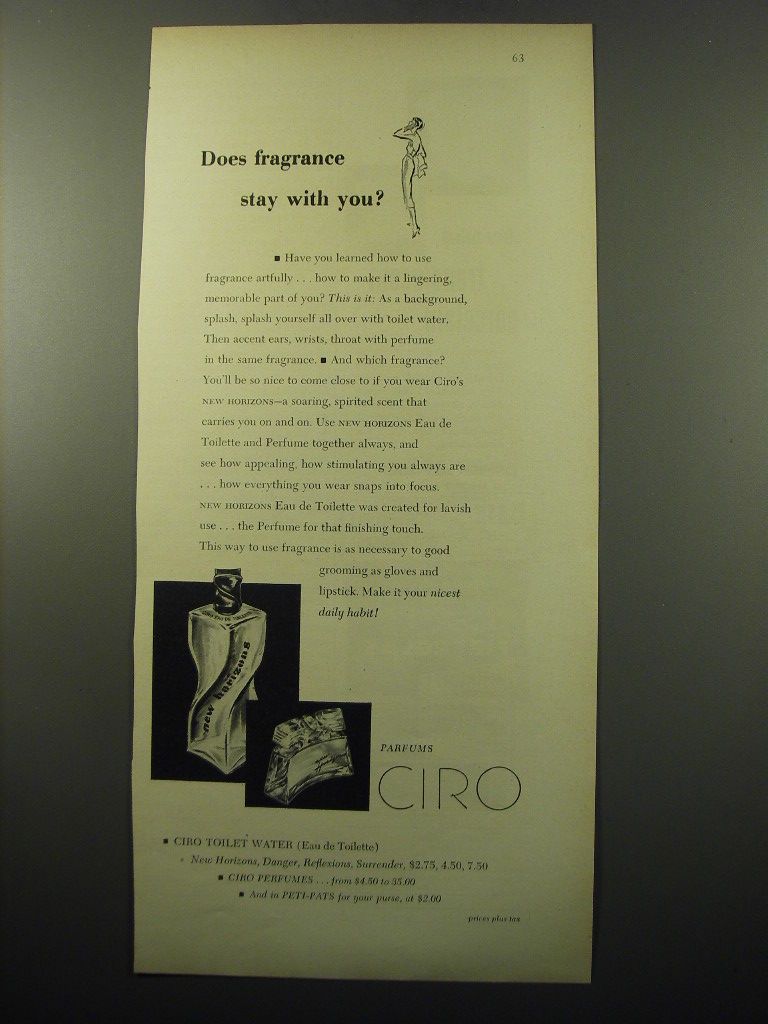 63
Does fragrance
stay with you?
■ Have you learned how to use
fragrance artfully . . . how to make it a lingering,
memorable part of you? This is it: As a background,
splash, splash yourself all over with toilet water.
Then accent ears, wrists, throat with perfume
in the same fragrance. ■ And which fragrance?
You'll be so nice to come close to if you wear Ciro's
NEW HORIZONS—a soaring, spirited scent that
carries you on and on. Use NEW HORIZONS Eau de
Toilette and Perfume together always, and
see how appealing, how stimulating you always are
. . . how everything you wear snaps into focus.
NEW HORIZONS Eau de Toilette was created for lavish
use . . . the Perfume for that finishing touch.
This way to use fragrance is as necessary to good
grooming as gloves and
lipstick. Make it your nicest
daily habit!
CIRO EAU DE TOILETTE
new horizons
new horizons
PARFUMS
CIRO
■ CIRO TOILET WATER (Eau de Toilette)
New Horizons, Danger, Reflexions, Surrender, $2.75, 4.50, 7.50
■ CIRO PERFUMES . . . from $4.50 to 35.00
■ And in PETI-PATS for your purse, at $2.00
prices plus tax